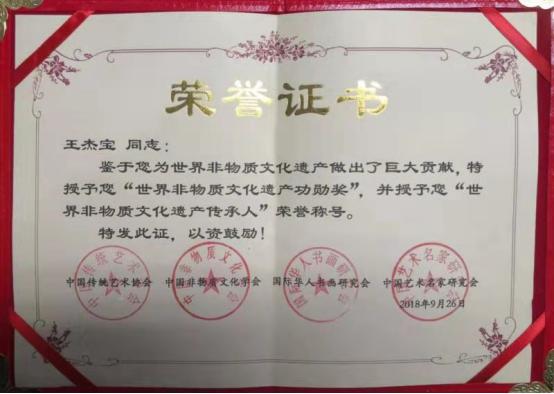 荣誉证书
王杰宝 同志：
鉴于您为世界非物质文化遗产做出了巨大贡献，特
授予您“世界非物质文化遗产功勋奖”，并授予您“世
界非物质文化遗产传承人”荣誉称号。
特发此证，以资鼓励！
中国传统艺术协会 中国非物质文化学会 国际华人书画研究会 中国艺术名家研究会
2018年9月26日